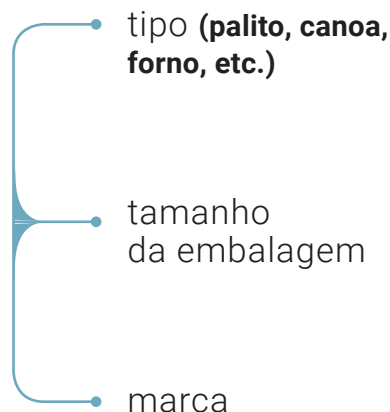 tipo (palito, canoa,
forno, etc.)
tamanho
da embalagem
marca